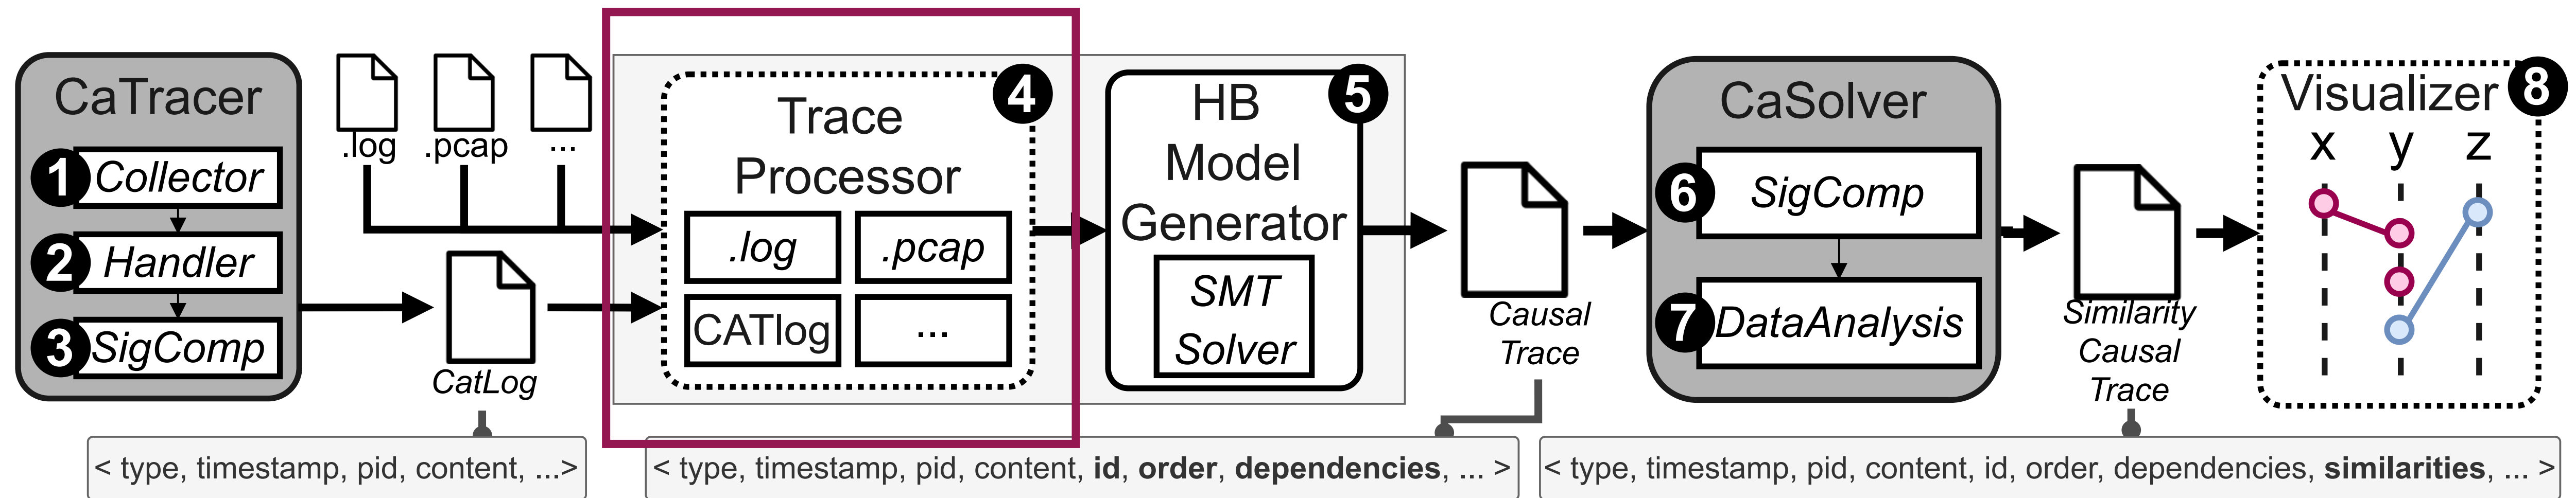 CaTracer
1 Collector
2 Handler
3 SigComp
.log
.pcap
...
CatLog
< type, timestamp, pid, content, ...>
4
Trace
Processor
.log
.pcap
CATlog
...
5
HB
Model
Generator
SMT
Solver
Causal
Trace
< type, timestamp, pid, content, id, order, dependencies, ... >
CaSolver
6 SigComp
7 DataAnalysis
Similarity
Causal
Trace
< type, timestamp, pid, content, id, order, dependencies, similarities, ... >
Visualizer 8
x y z